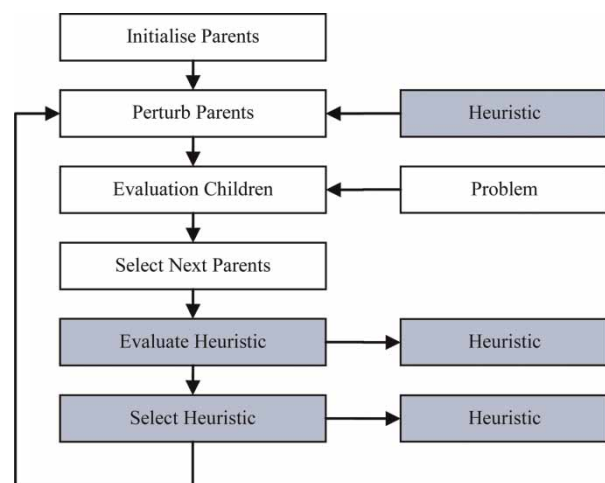 Initialise Parents
Perturb Parents
Heuristic
Evaluation Children
Problem
Select Next Parents
Evaluate Heuristic
Heuristic
Select Heuristic
Heuristic